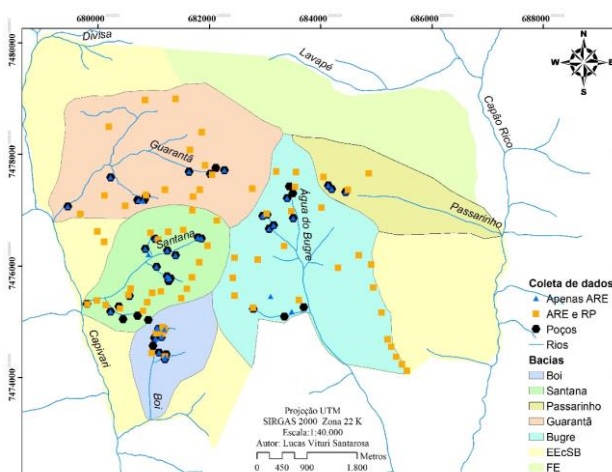 680000 682000 684000 686000 688000
7480000
7478000
7476000
7474000
Divisa
Lavapé
Capão Rico
N
W E
S
Guarantã
Passarinho
Água do Bugre
Santana
Capivari
Boi
Coleta de dados
Apenas ARE
ARE e RP
Poços
Rios
Bacias
Boi
Santana
Passarinho
Guarantã
Bugre
EEcSB
FE
Projeção UTM
SIRGAS 2000 Zona 22 K
Escala:1:40.000
Autor: Lucas Vituri Santarosa
Metros
0 450 900 1.800